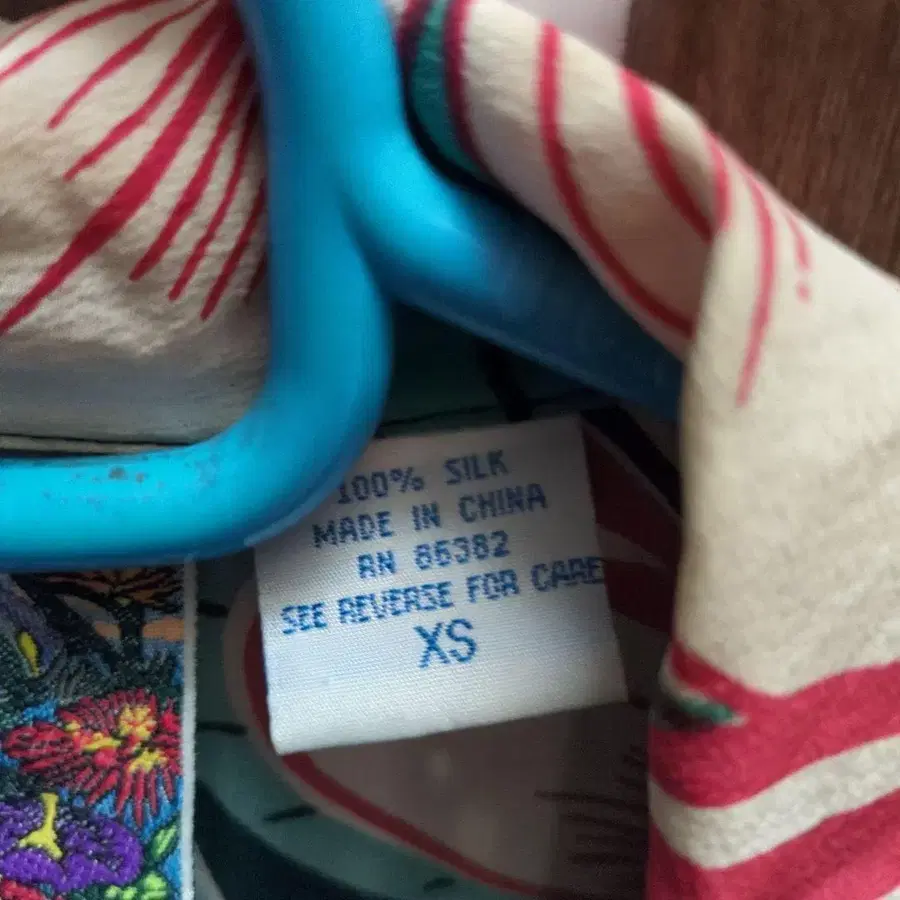 100% SILK
MADE IN CHINA
RN 86382
SEE REVERSE FOR CARE
XS